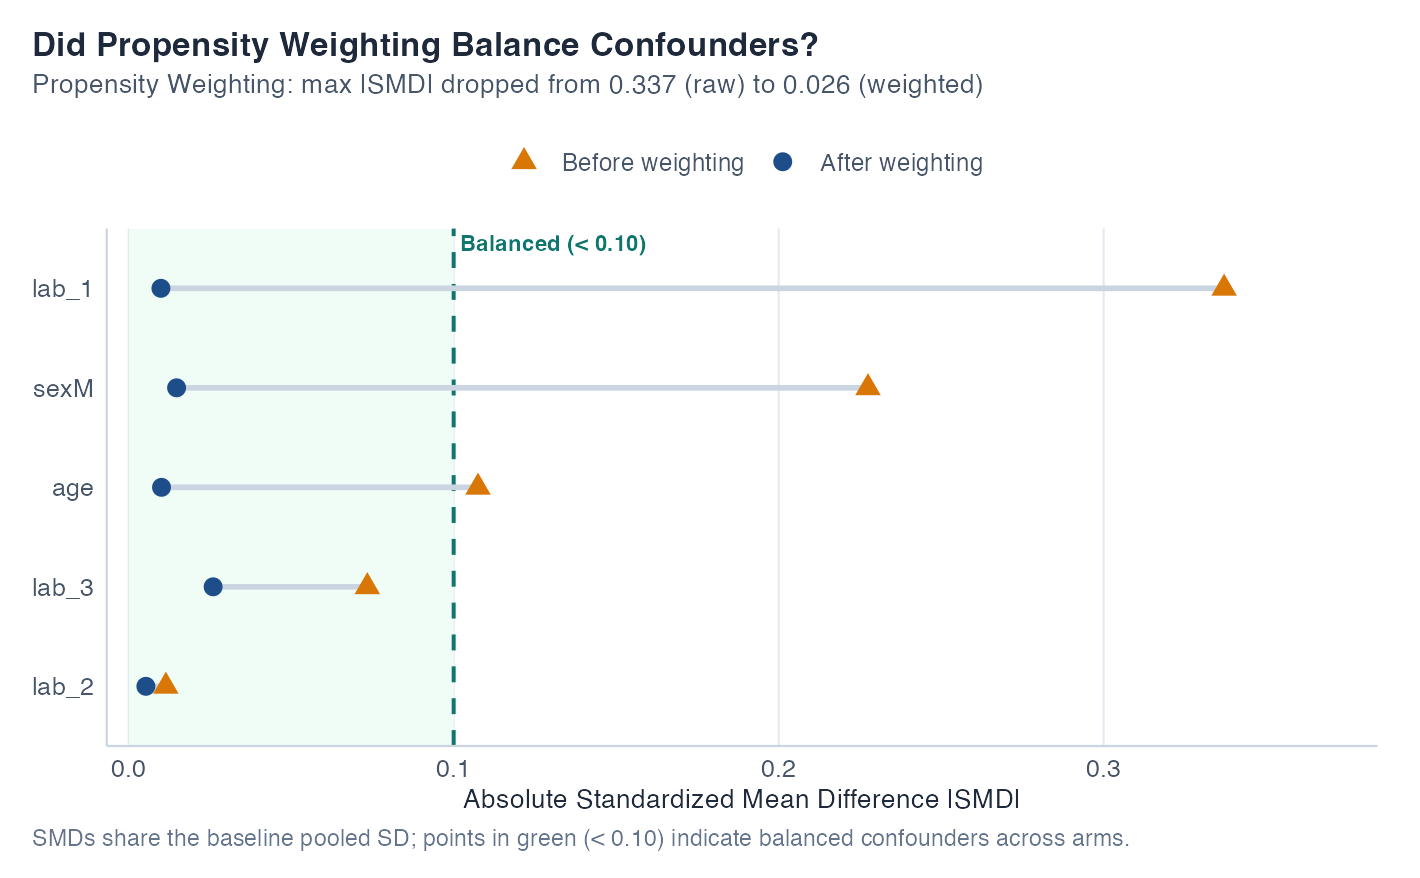 Did Propensity Weighting Balance Confounders?
Propensity Weighting: max |SMD| dropped from 0.337 (raw) to 0.026 (weighted)
Before weighting After weighting
Balanced (< 0.10)
lab_1
sexM
age
lab_3
lab_2
0.0 0.1 0.2 0.3
Absolute Standardized Mean Difference |SMD|
SMDs share the baseline pooled SD; points in green (< 0.10) indicate balanced confounders across arms.